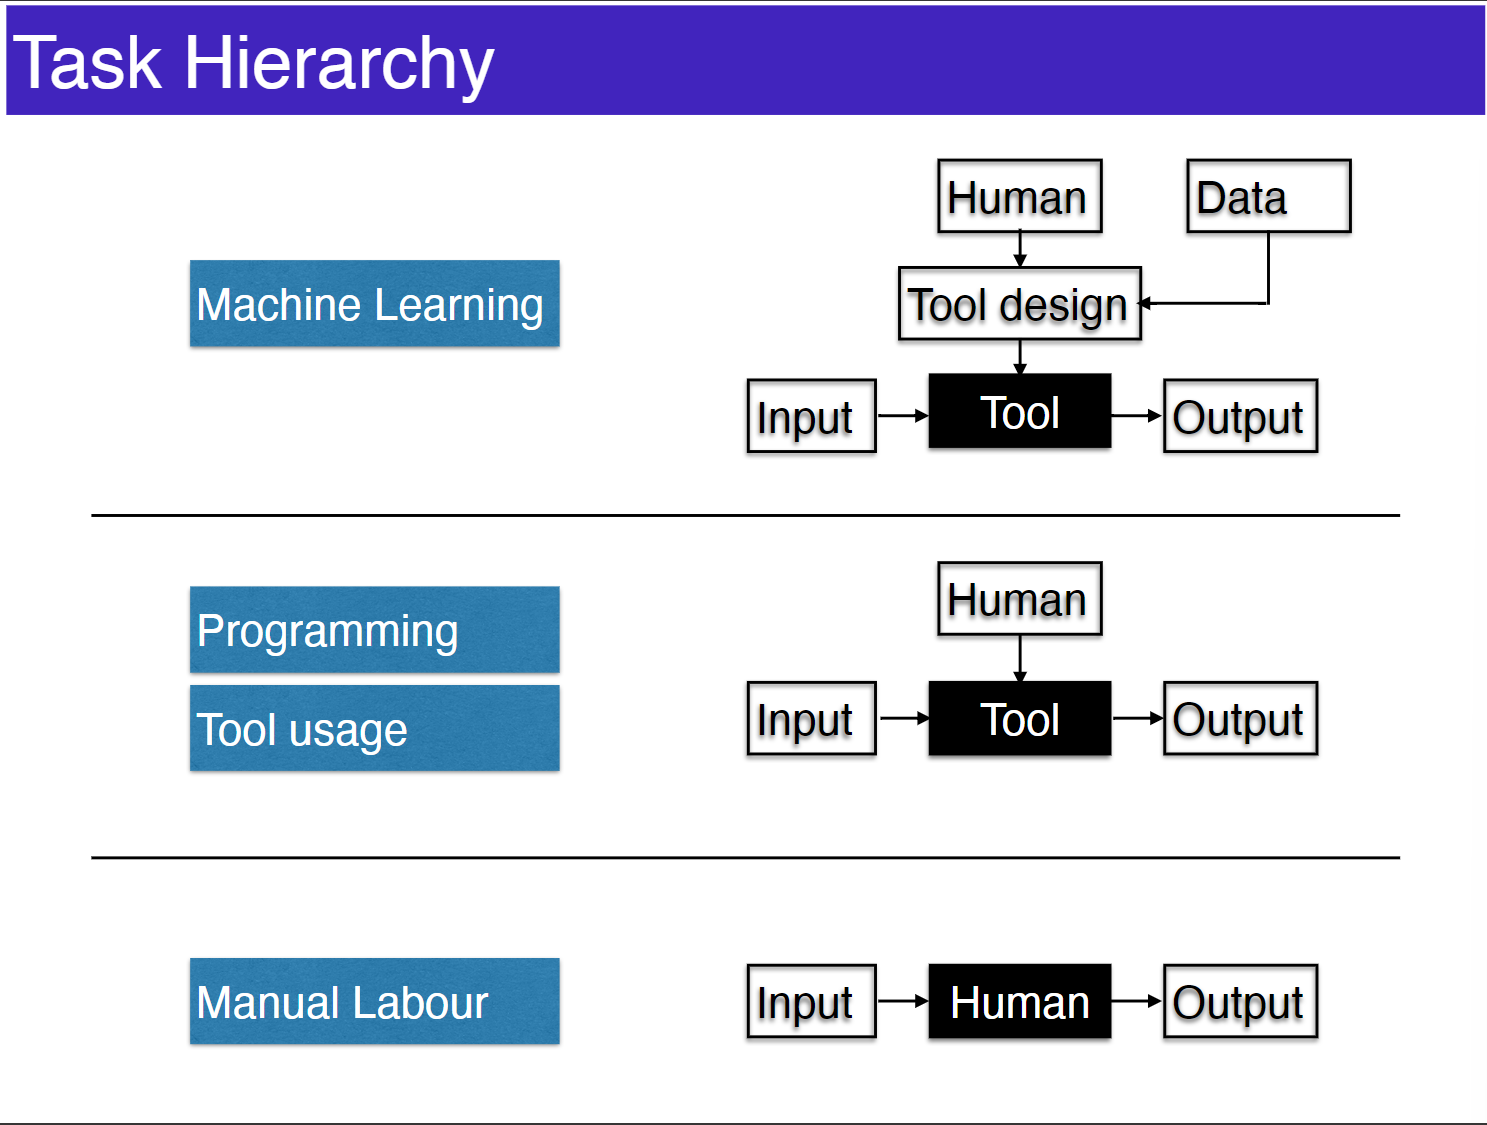 Task Hierarchy
Human
Data
Machine Learning
Tool design
Input
Tool
Output
Human
Programming
Tool usage
Input
Tool
Output
Manual Labour
Input
Human
Output